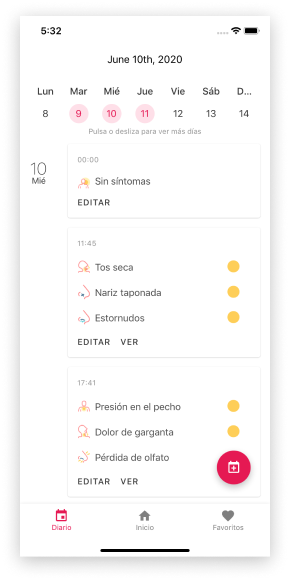 5:32
June 10th, 2020
Lun Mar Mié Jue Vie Sáb D...
8 9 10 11 12 13 14
Pulsa o desliza para ver más días
10
Mié
00:00
Sin síntomas
EDITAR
11:45
Tos seca
Nariz taponada
Estornudos
EDITAR VER
17:41
Presión en el pecho
Dolor de garganta
Pérdida de olfato
EDITAR VER
Diario Inicio Favoritos